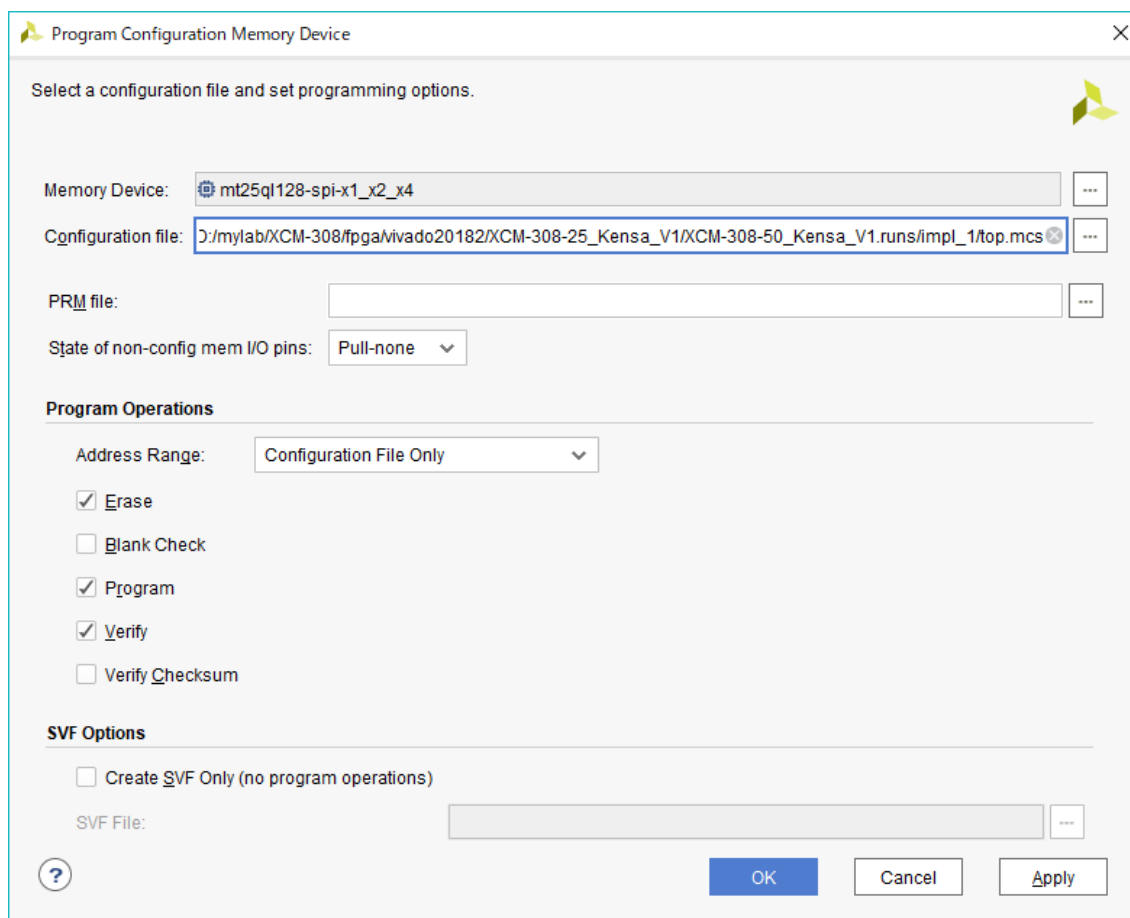 Program Configuration Memory Device
Select a configuration file and set programming options.
Memory Device: mt25ql128-spi-x1_x2_x4 ...
Configuration file: D:/mylab/XCM-308/fpga/vivado20182/XCM-308-25_Kensa_V1/XCM-308-50_Kensa_V1.runs/impl_1/top.mcs ...
PRM file: ...
State of non-config mem I/O pins: Pull-none
Program Operations
Address Range: Configuration File Only
Erase
Blank Check
Program
Verify
Verify Checksum
SVF Options
Create SVF Only (no program operations)
SVF File: ...
? OK Cancel Apply